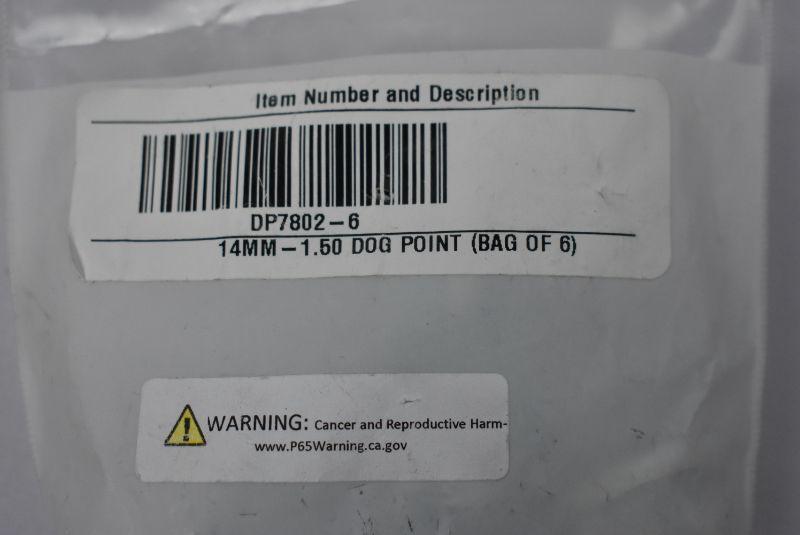 Item Number and Description
DP7802-6
14MM-1.50 DOG POINT (BAG OF 6)
WARNING: Cancer and Reproductive Harm-
www.P65Warning.ca.gov